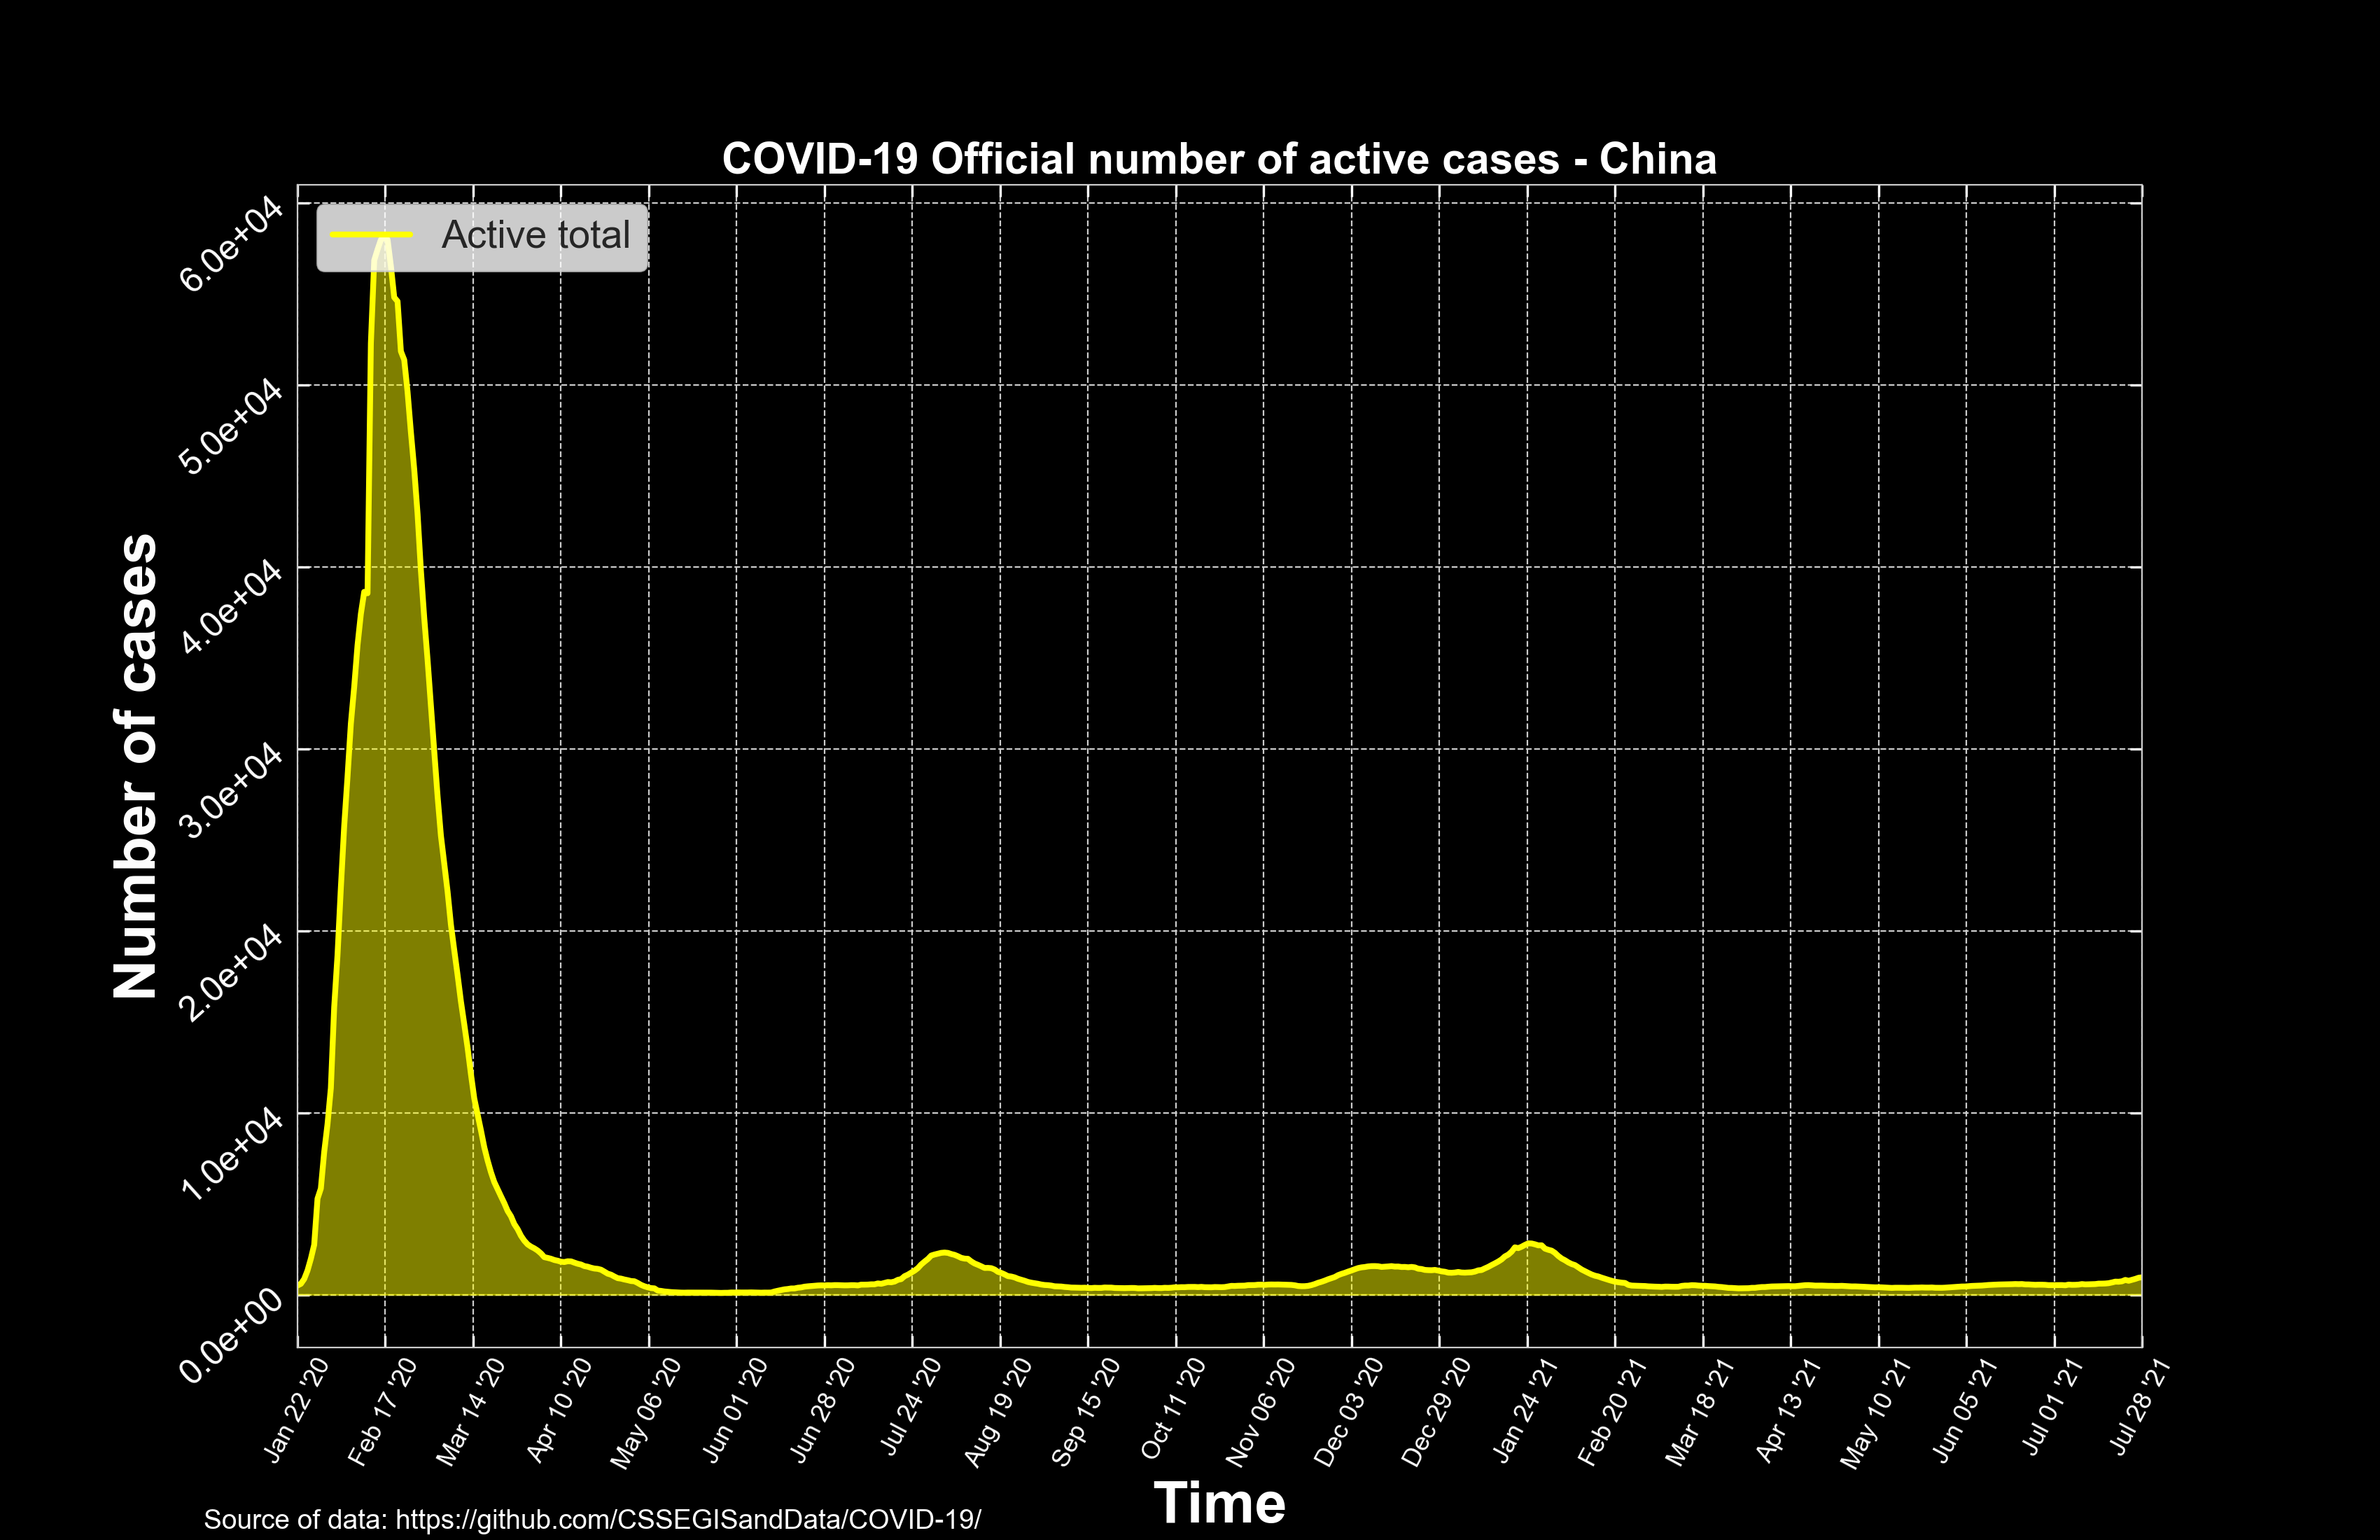 COVID-19 Official number of active cases - China
Active total
Number of cases
6.0e+04
5.0e+04
4.0e+04
3.0e+04
2.0e+04
1.0e+04
0.0e+00
Jan 22 '20
Feb 17 '20
Mar 14 '20
Apr 10 '20
May 06 '20
Jun 01 '20
Jun 28 '20
Jul 24 '20
Aug 19 '20
Sep 15 '20
Oct 11 '20
Nov 06 '20
Dec 03 '20
Dec 29 '20
Jan 24 '21
Feb 20 '21
Mar 18 '21
Apr 13 '21
May 10 '21
Jun 05 '21
Jul 01 '21
Jul 28 '21
Time
Source of data: https://github.com/CSSEGISandData/COVID-19/